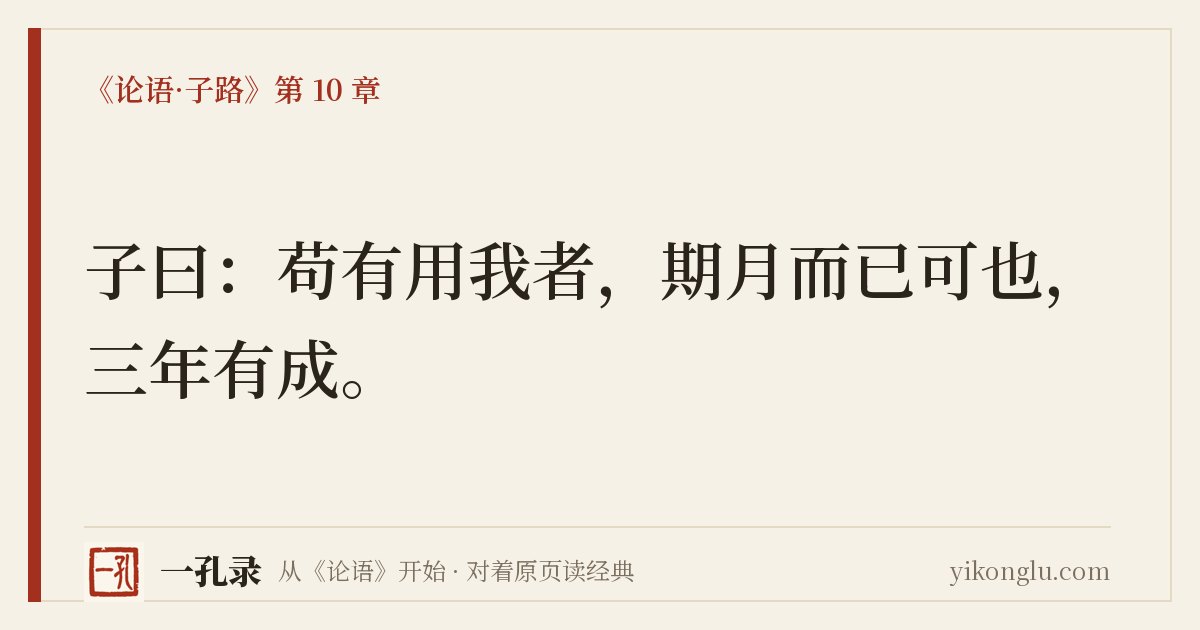 《论语·子路》第 10 章
子曰：苟有用我者，期月而已可也，
三年有成。
一孔
一孔录 从《论语》开始 · 对着原页读经典
yikonglu.com